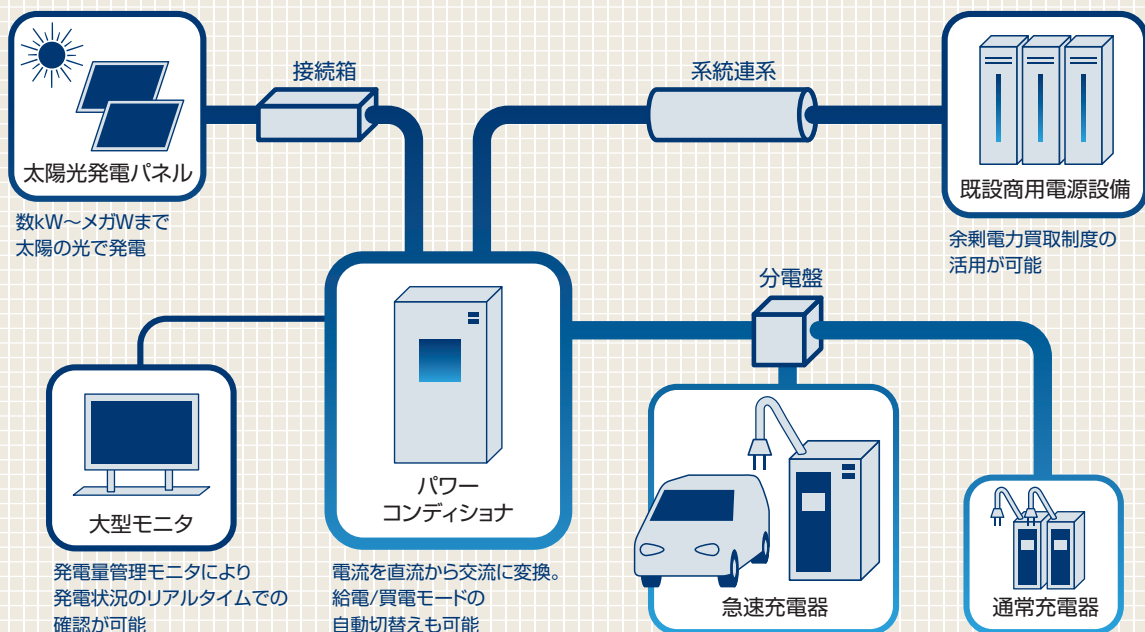 接続箱
系統連系
太陽光発電パネル
数kW～メガWまで
太陽の光で発電
既設商用電源設備
余剰電力買取制度の
活用が可能
分電盤
パワー
コンディショナ
電流を直流から交流に変換。
給電/買電モードの
自動切替えも可能
大型モニタ
発電量管理モニタにより
発電状況のリアルタイムでの
確認が可能
急速充電器
通常充電器